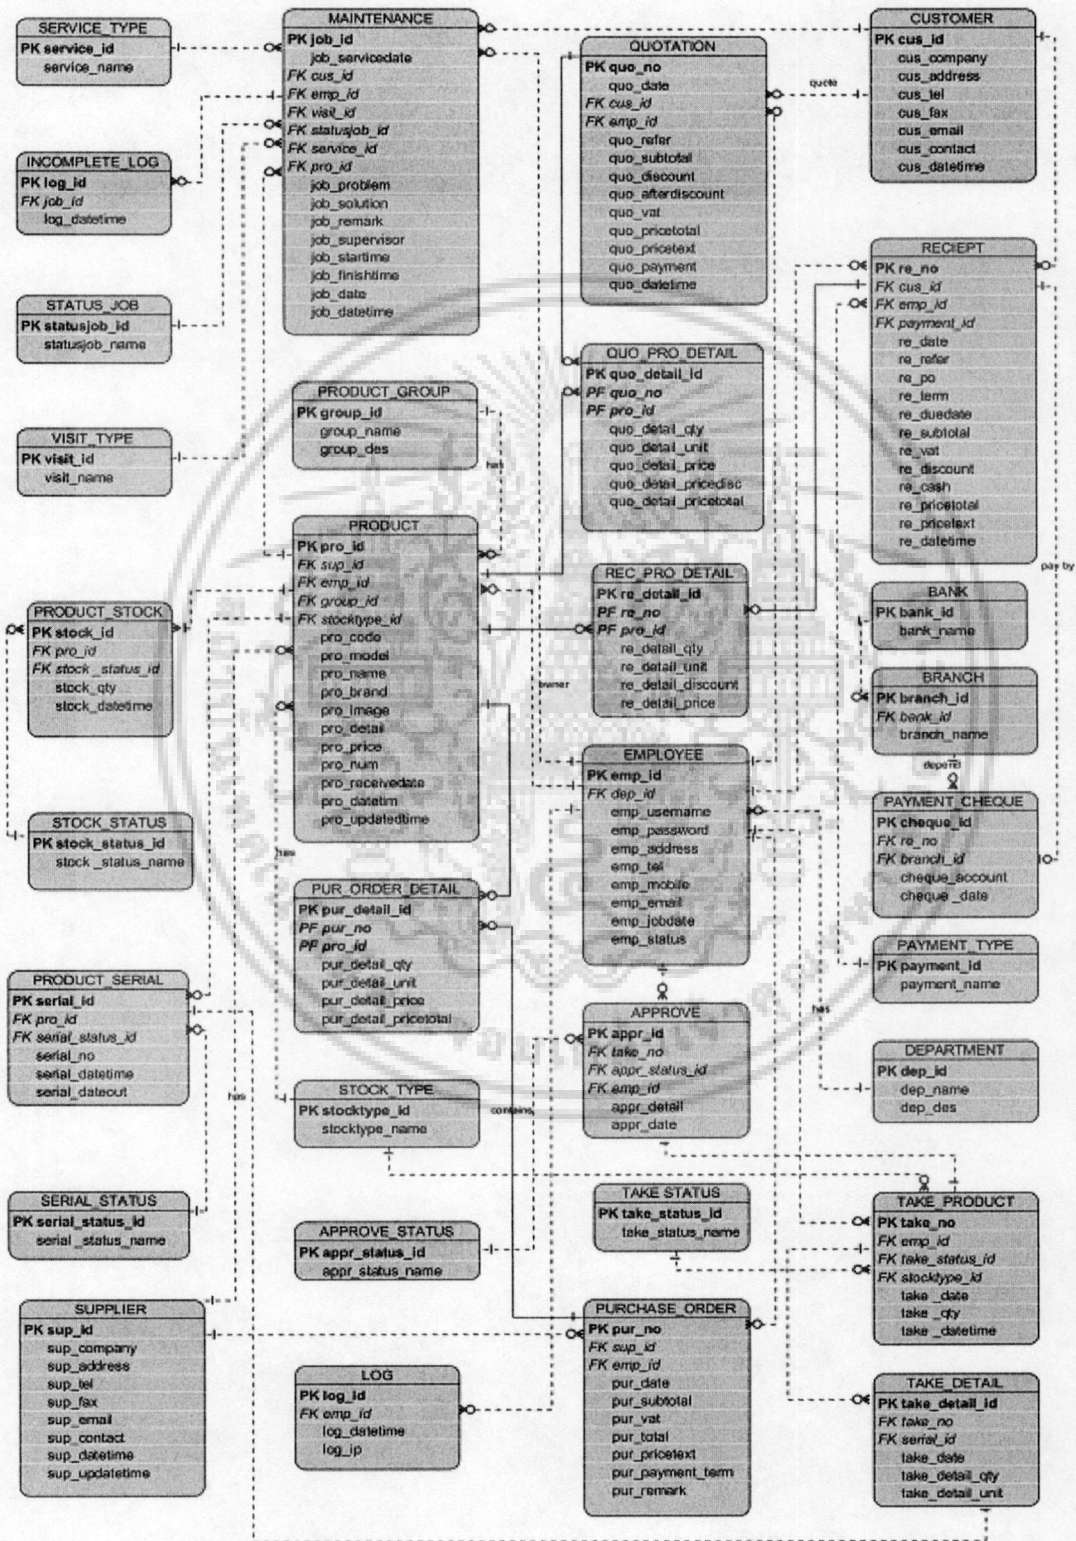 SERVICE_TYPE
PK service_id
service_name
INCOMPLETE_LOG
PK log_id
FK job_id
log_datetime
STATUS_JOB
PK statusjob_id
statusjob_name
VISIT_TYPE
PK visit_id
visit_name
PRODUCT_STOCK
PK stock_id
FK pro_id
FK stock_status_id
stock_qty
stock_datetime
STOCK_STATUS
PK stock_status_id
stock_status_name
PRODUCT_SERIAL
PK serial_id
FK pro_id
FK serial_status_id
serial_no
serial_datetime
serial_dateout
SERIAL_STATUS
PK serial_status_id
serial_status_name
SUPPLIER
PK sup_id
sup_company
sup_address
sup_tel
sup_fax
sup_email
sup_contact
sup_datetime
sup_updatetime
MAINTENANCE
PK job_id
job_servicedate
FK cus_id
FK emp_id
FK visit_id
FK statusjob_id
FK service_id
FK pro_id
job_problem
job_solution
job_remark
job_supervisor
job_startime
job_finishtime
job_date
job_datetime
PRODUCT_GROUP
PK group_id
group_name
group_des
has
PRODUCT
PK pro_id
FK sup_id
FK emp_id
FK group_id
FK stocktype_id
pro_code
pro_model
pro_name
pro_brand
pro_image
pro_detail
pro_price
pro_num
pro_receivedate
pro_datetim
pro_updatedtime
has
PUR_ORDER_DETAIL
PK pur_detail_id
PF pur_no
PF pro_id
pur_detail_qty
pur_detail_unit
pur_detail_price
pur_detail_pricetotal
STOCK_TYPE
PK stocktype_id
stocktype_name
has
contains
APPROVE_STATUS
PK appr_status_id
appr_status_name
LOG
PK log_id
FK emp_id
log_datetime
log_ip
QUOTATION
PK quo_no
quo_date
FK cus_id
FK emp_id
quo_refer
quo_subtotal
quo_discount
quo_afterdiscount
quo_vat
quo_pricetotal
quo_pricetext
quo_payment
quo_datetime
quote
QUO_PRO_DETAIL
PK quo_detail_id
PF quo_no
PF pro_id
quo_detail_qty
quo_detail_unit
quo_detail_price
quo_detail_pricedisc
quo_detail_pricetotal
REC_PRO_DETAIL
PK re_detail_id
PF re_no
PF pro_id
re_detail_qty
re_detail_unit
re_detail_discount
re_detail_price
owner
EMPLOYEE
PK emp_id
FK dep_id
emp_username
emp_password
emp_address
emp_tel
emp_mobile
emp_email
emp_jobdate
emp_status
APPROVE
PK appr_id
FK take_no
FK appr_status_id
FK emp_id
appr_detail
appr_date
TAKE STATUS
PK take_status_id
take_status_name
PURCHASE_ORDER
PK pur_no
FK sup_id
FK emp_id
pur_date
pur_subtotal
pur_vat
pur_total
pur_pricetext
pur_payment_term
pur_remark
CUSTOMER
PK cus_id
cus_company
cus_address
cus_tel
cus_fax
cus_email
cus_contact
cus_datetime
RECIEPT
PK re_no
FK cus_id
FK emp_id
FK payment_id
re_date
re_refer
re_po
re_term
re_duedate
re_subtotal
re_vat
re_discount
re_cash
re_pricetotal
re_pricetext
re_datetime
pay by
BANK
PK bank_id
bank_name
BRANCH
PK branch_id
FK bank_id
branch_name
depend
PAYMENT_CHEQUE
PK cheque_id
FK re_no
FK branch_id
cheque_account
cheque_date
PAYMENT_TYPE
PK payment_id
payment_name
has
DEPARTMENT
PK dep_id
dep_name
dep_des
TAKE_PRODUCT
PK take_no
FK emp_id
FK take_status_id
FK stocktype_id
take_date
take_qty
take_datetime
TAKE_DETAIL
PK take_detail_id
FK take_no
FK serial_id
take_date
take_detail_qty
take_detail_unit